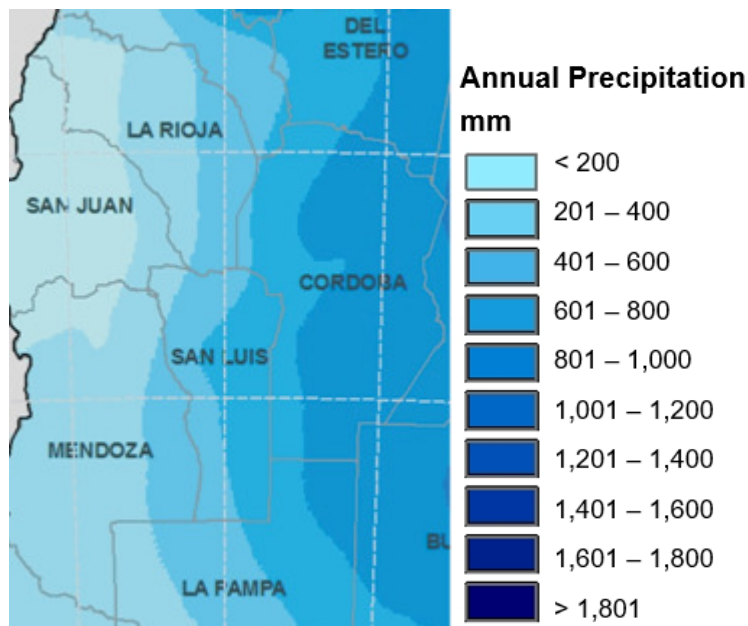 DEL
ESTERO
LA RIOJA
SAN JUAN
CORDOBA
SAN LUIS
MENDOZA
BU
LA PAMPA
Annual Precipitation
mm
< 200
201 – 400
401 – 600
601 – 800
801 – 1,000
1,001 – 1,200
1,201 – 1,400
1,401 – 1,600
1,601 – 1,800
> 1,801